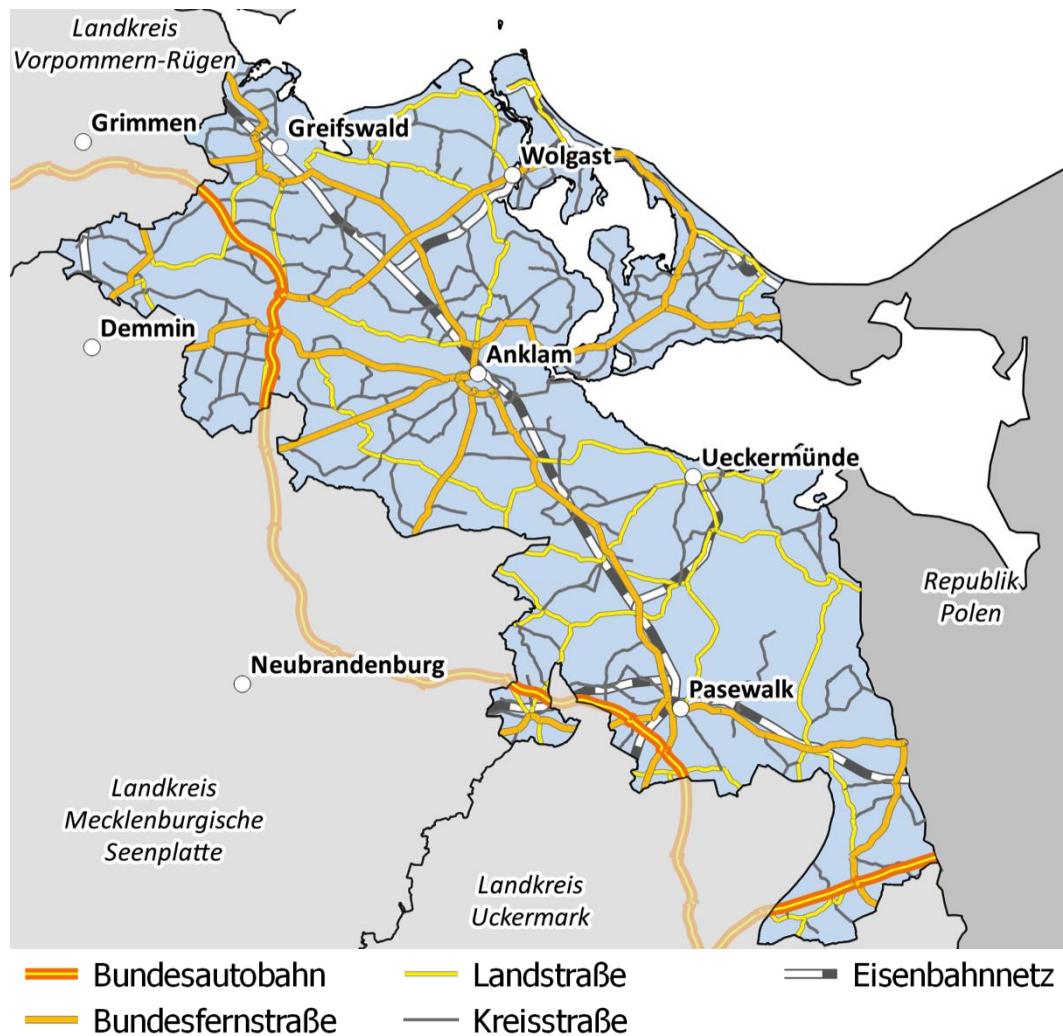 Landkreis
Vorpommern-Rügen
Grimmen
Greifswald
Wolgast
Demmin
Anklam
Ueckermünde
Republik
Polen
Neubrandenburg
Pasewalk
Landkreis
Mecklenburgische
Seenplatte
Landkreis
Uckermark
Bundesautobahn
Landstraße
Eisenbahnnetz
Bundesfernstraße
Kreisstraße